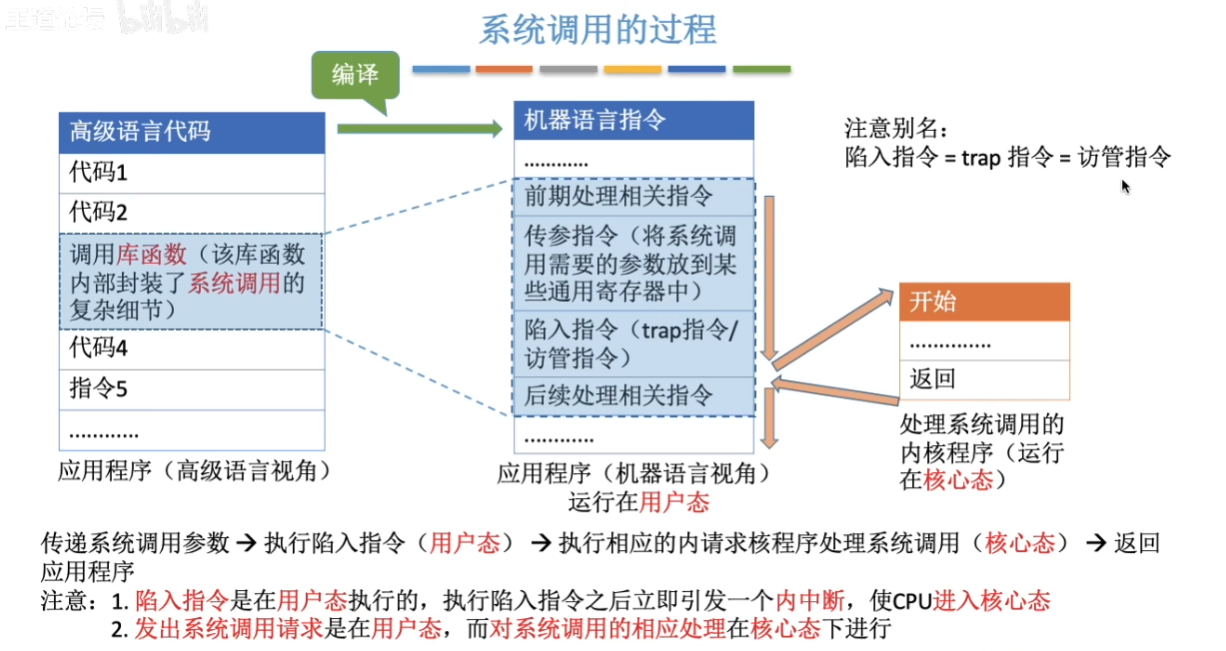 王道论坛 bilibili
系统调用的过程
编译
高级语言代码
代码1
代码2
调用库函数（该库函数
内部封装了系统调用的
复杂细节）
代码4
指令5
…………
应用程序（高级语言视角）
机器语言指令
…………
前期处理相关指令
传参指令（将系统调
用需要的参数放到某
些通用寄存器中）
陷入指令（trap指令/
访管指令）
后续处理相关指令
…………
应用程序（机器语言视角）
运行在用户态
注意别名：
陷入指令 = trap 指令 = 访管指令
开始
…………..
返回
处理系统调用的
内核程序（运行
在核心态）
传递系统调用参数 → 执行陷入指令（用户态） → 执行相应的内请求核程序处理系统调用（核心态） → 返回
应用程序
注意：1. 陷入指令是在用户态执行的，执行陷入指令之后立即引发一个内中断，使CPU进入核心态
2. 发出系统调用请求是在用户态，而对系统调用的相应处理在核心态下进行